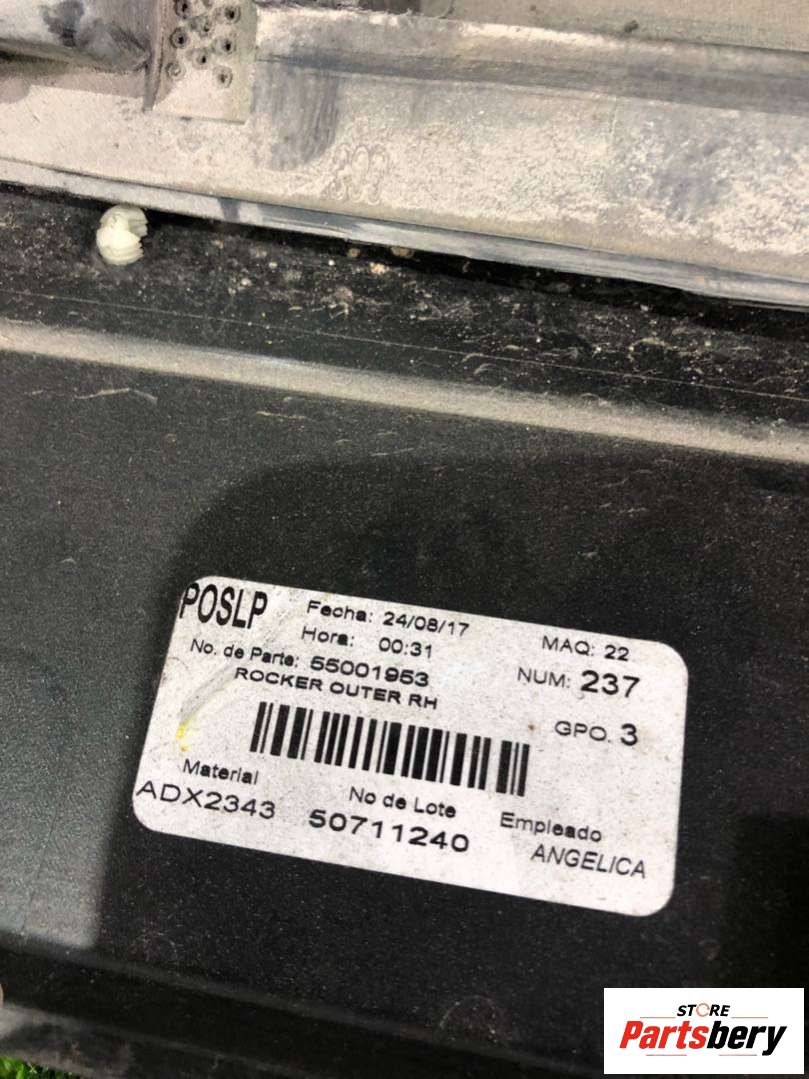 POSLP
Fecha: 24/08/17
MAQ: 22
Hora: 00:31
No. de Parte: 55001953
NUM: 237
ROCKER OUTER RH
GPO. 3
Material
No de Lote
Empleado
ADX2343
50711240
ANGELICA
STORE
Partsbery